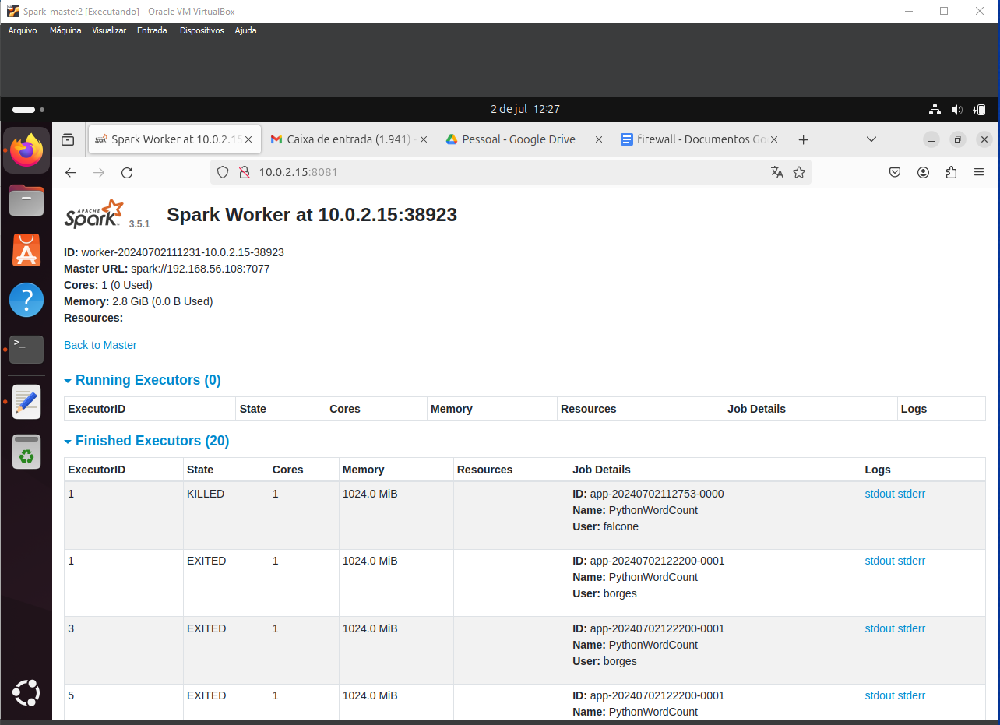 Spark-master2 [Executando] - Oracle VM VirtualBox
Arquivo Máquina Visualizar Entrada Dispositivos Ajuda
2 de jul 12:27
Spark Worker at 10.0.2.15
Caixa de entrada (1.941) -
Pessoal - Google Drive
firewall - Documentos Go
10.0.2.15:8081
APACHE Spark 3.5.1
Spark Worker at 10.0.2.15:38923
ID: worker-20240702111231-10.0.2.15-38923
Master URL: spark://192.168.56.108:7077
Cores: 1 (0 Used)
Memory: 2.8 GiB (0.0 B Used)
Resources:
Back to Master
Running Executors (0)
ExecutorID State Cores Memory Resources Job Details Logs
Finished Executors (20)
ExecutorID State Cores Memory Resources Job Details Logs
1 KILLED 1 1024.0 MiB ID: app-20240702112753-0000 stdout stderr
Name: PythonWordCount
User: falcone
1 EXITED 1 1024.0 MiB ID: app-20240702122200-0001 stdout stderr
Name: PythonWordCount
User: borges
3 EXITED 1 1024.0 MiB ID: app-20240702122200-0001 stdout stderr
Name: PythonWordCount
User: borges
5 EXITED 1 1024.0 MiB ID: app-20240702122200-0001 stdout stderr
Name: PythonWordCount